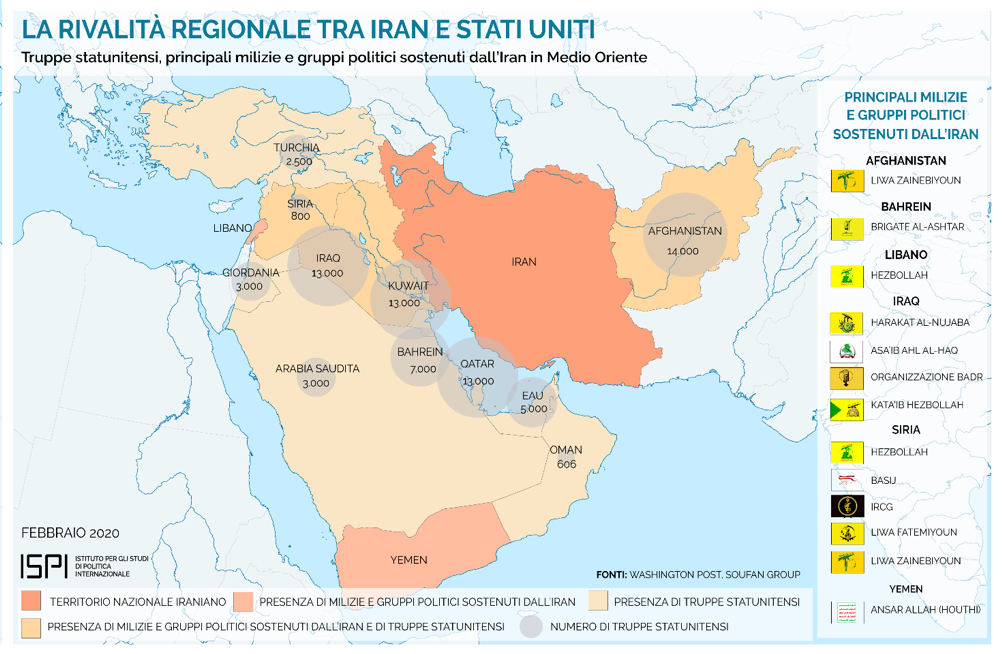 LA RIVALITÀ REGIONALE TRA IRAN E STATI UNITI
Truppe statunitensi, principali milizie e gruppi politici sostenuti dall'Iran in Medio Oriente
TURCHIA
2.500
SIRIA
800
LIBANO
IRAQ
13.000
GIORDANIA
3.000
KUWAIT
13.000
IRAN
AFGHANISTAN
14.000
BAHREIN
7.000
QATAR
13.000
ARABIA SAUDITA
3.000
EAU
5.000
OMAN
606
YEMEN
FEBBRAIO 2020
ISPI
ISTITUTO PER GLI STUDI
DI POLITICA
INTERNAZIONALE
FONTI: WASHINGTON POST, SOUFAN GROUP
TERRITORIO NAZIONALE IRANIANO
PRESENZA DI MILIZIE E GRUPPI POLITICI SOSTENUTI DALL'IRAN
PRESENZA DI TRUPPE STATUNITENSI
PRESENZA DI MILIZIE E GRUPPI POLITICI SOSTENUTI DALL'IRAN E DI TRUPPE STATUNITENSI
NUMERO DI TRUPPE STATUNITENSI
PRINCIPALI MILIZIE
E GRUPPI POLITICI
SOSTENUTI DALL'IRAN
AFGHANISTAN
LIWA ZAINEBIYOUN
BAHREIN
BRIGATE AL-ASHTAR
LIBANO
HEZBOLLAH
IRAQ
HARAKAT AL-NUJABA
ASA'IB AHL AL-HAQ
ORGANIZZAZIONE BADR
KATA'IB HEZBOLLAH
SIRIA
HEZBOLLAH
BASIJ
IRCG
LIWA FATEMIYOUN
LIWA ZAINEBIYOUN
YEMEN
ANSAR ALLAH (HOUTHI)